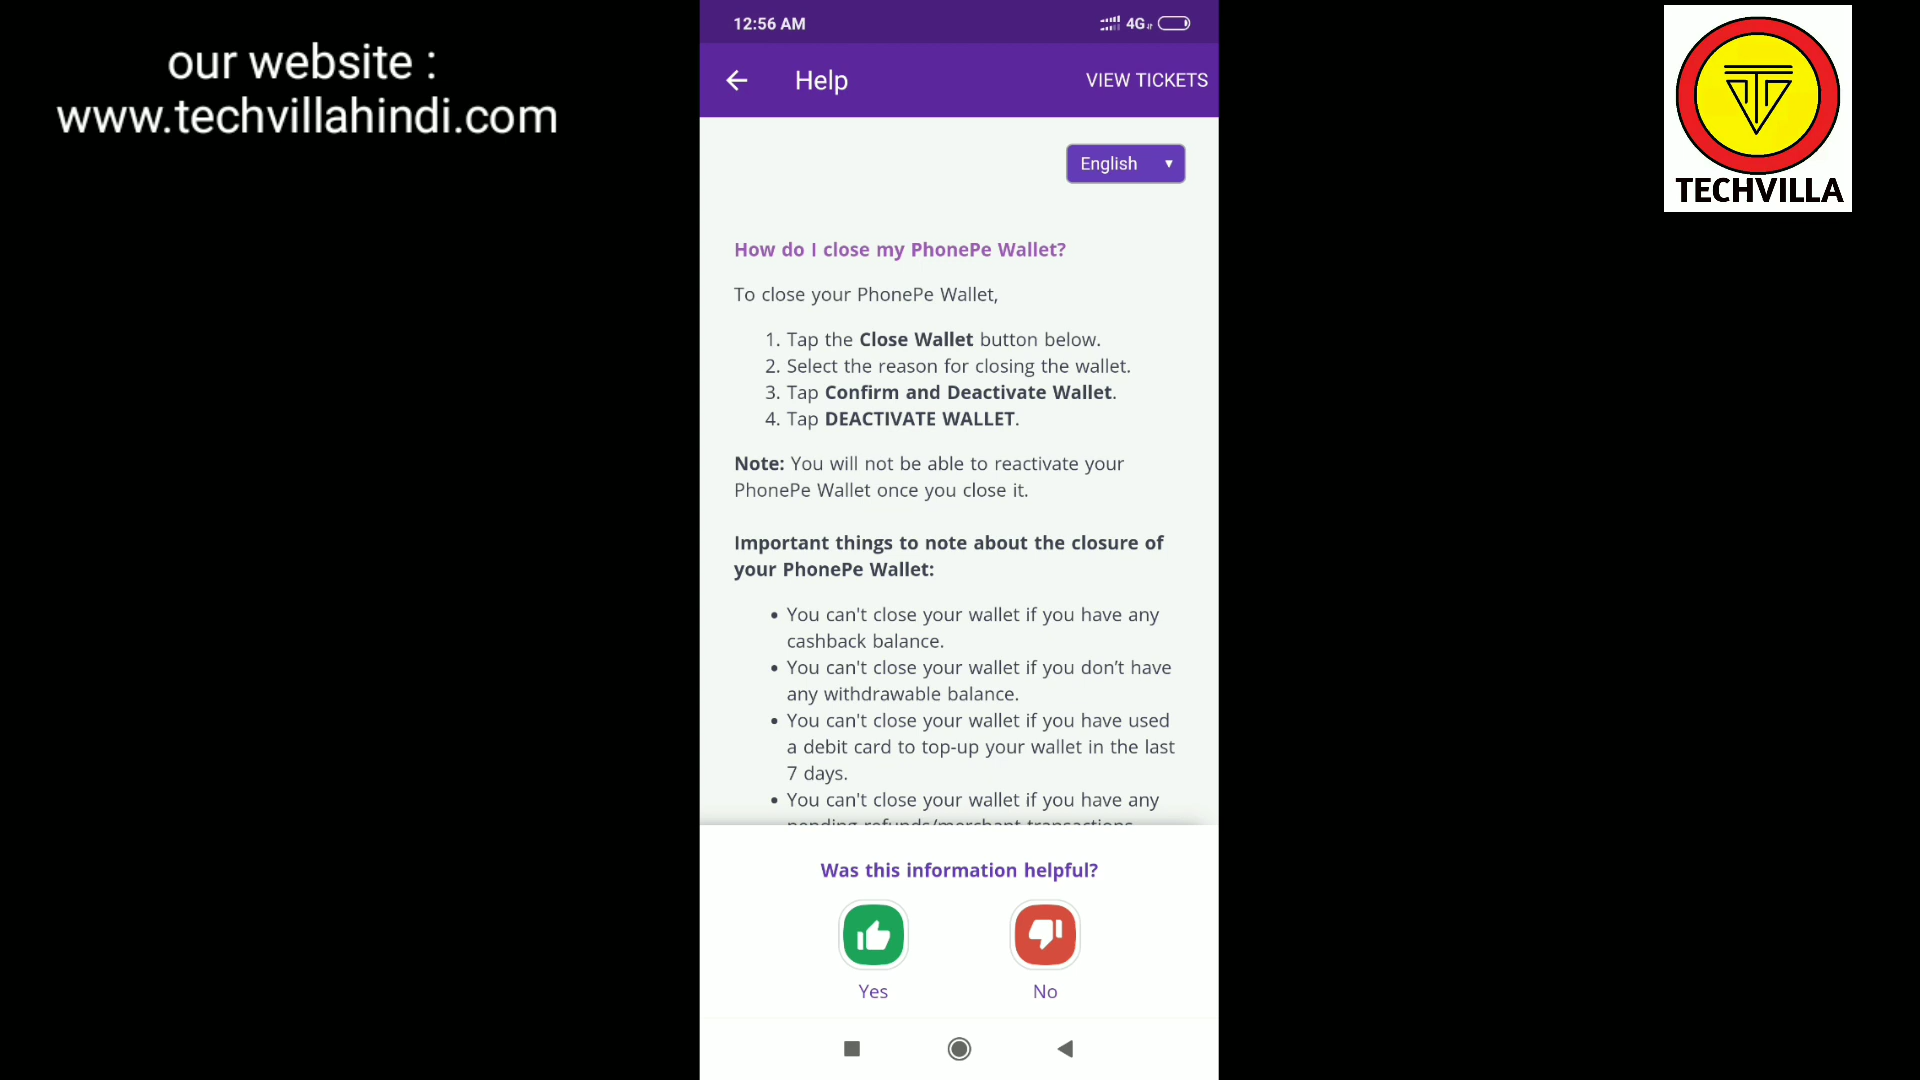 our website :
www.techvillahindi.com
12:56 AM
4G
Help
VIEW TICKETS
English
How do I close my PhonePe Wallet?
To close your PhonePe Wallet,
1. Tap the Close Wallet button below.
2. Select the reason for closing the wallet.
3. Tap Confirm and Deactivate Wallet.
4. Tap DEACTIVATE WALLET.
Note: You will not be able to reactivate your
PhonePe Wallet once you close it.
Important things to note about the closure of
your PhonePe Wallet:
• You can't close your wallet if you have any
cashback balance.
• You can't close your wallet if you don’t have
any withdrawable balance.
• You can't close your wallet if you have used
a debit card to top-up your wallet in the last
7 days.
• You can't close your wallet if you have any
pending refunds/merchant transactions
Was this information helpful?
Yes
No
TECHVILLA